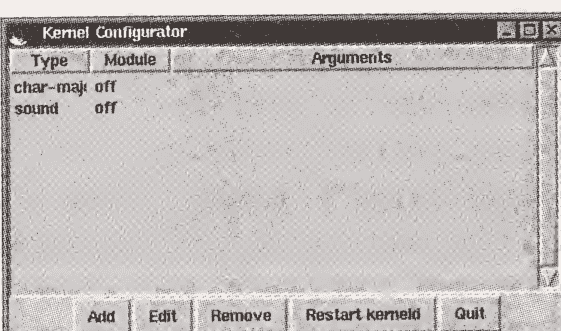 Kernel Configurator
Type Module Arguments
char-maj off
sound off
Add Edit Remove Restart kerneld Quit